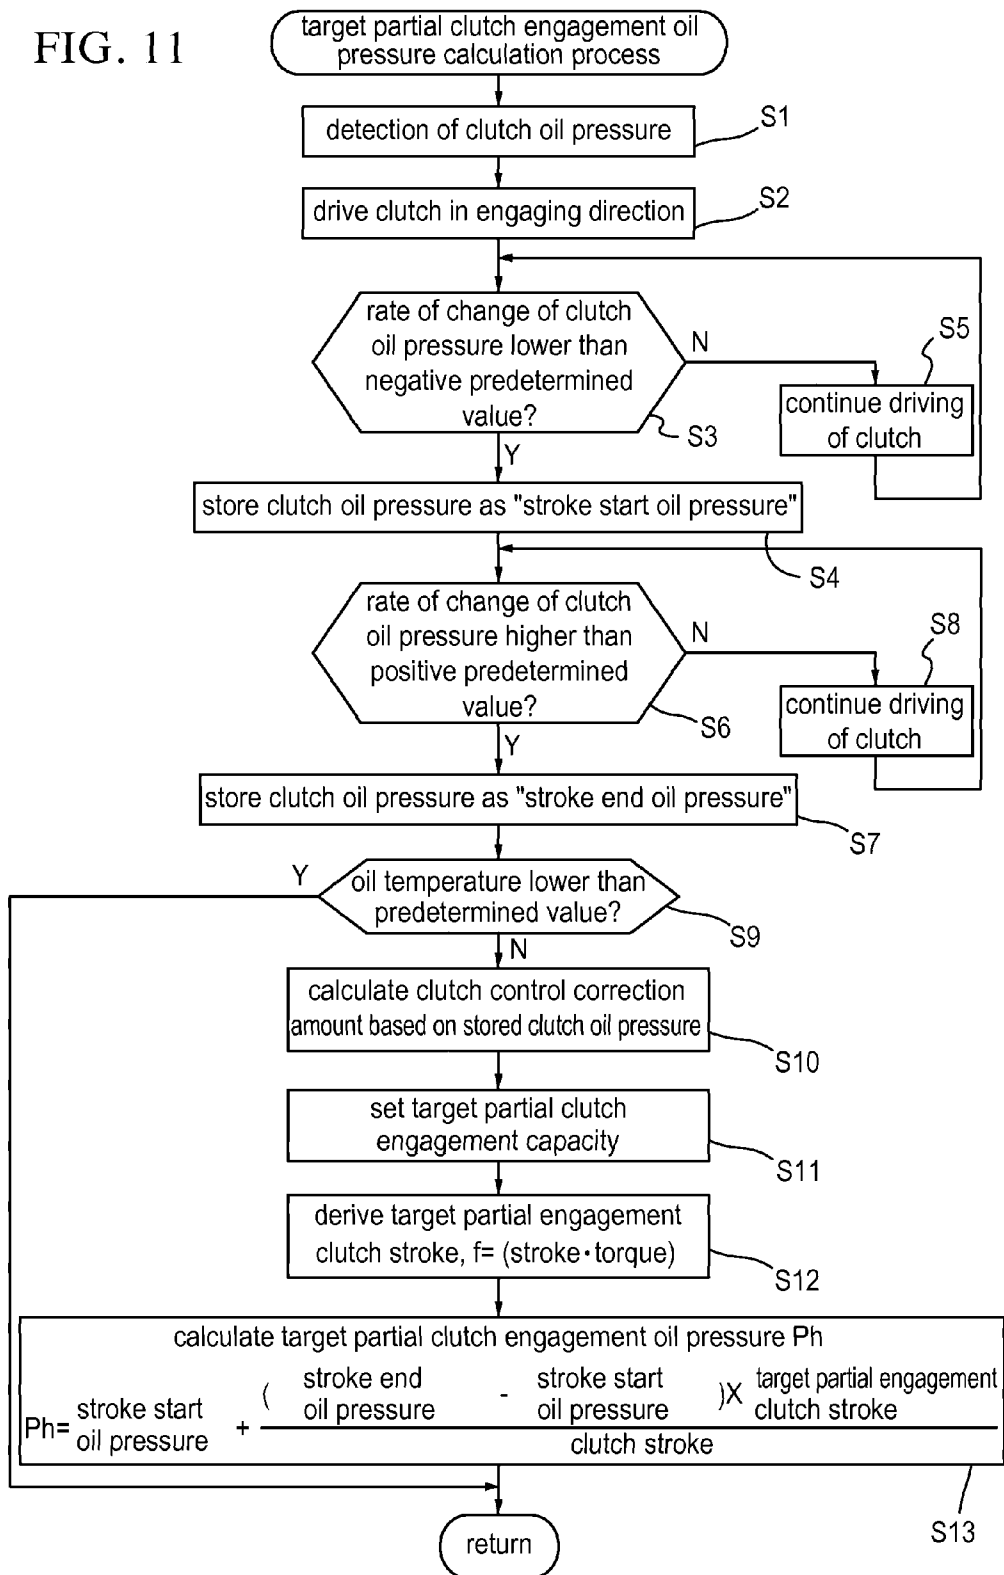 FIG. 11
target partial clutch engagement oil
pressure calculation process
detection of clutch oil pressure
S1
drive clutch in engaging direction
S2
rate of change of clutch
oil pressure lower than
negative predetermined
value?
S3
N
S5
continue driving
of clutch
Y
store clutch oil pressure as "stroke start oil pressure"
S4
rate of change of clutch
oil pressure higher than
positive predetermined
value?
S6
N
S8
continue driving
of clutch
Y
store clutch oil pressure as "stroke end oil pressure"
S7
Y
oil temperature lower than
predetermined value?
S9
N
calculate clutch control correction
amount based on stored clutch oil pressure
S10
set target partial clutch
engagement capacity
S11
derive target partial engagement
clutch stroke, f= (stroke·torque)
S12
calculate target partial clutch engagement oil pressure Ph
Ph= stroke start
oil pressure
+
( stroke end
oil pressure
- stroke start
oil pressure
)X target partial engagement
clutch stroke
clutch stroke
S13
return